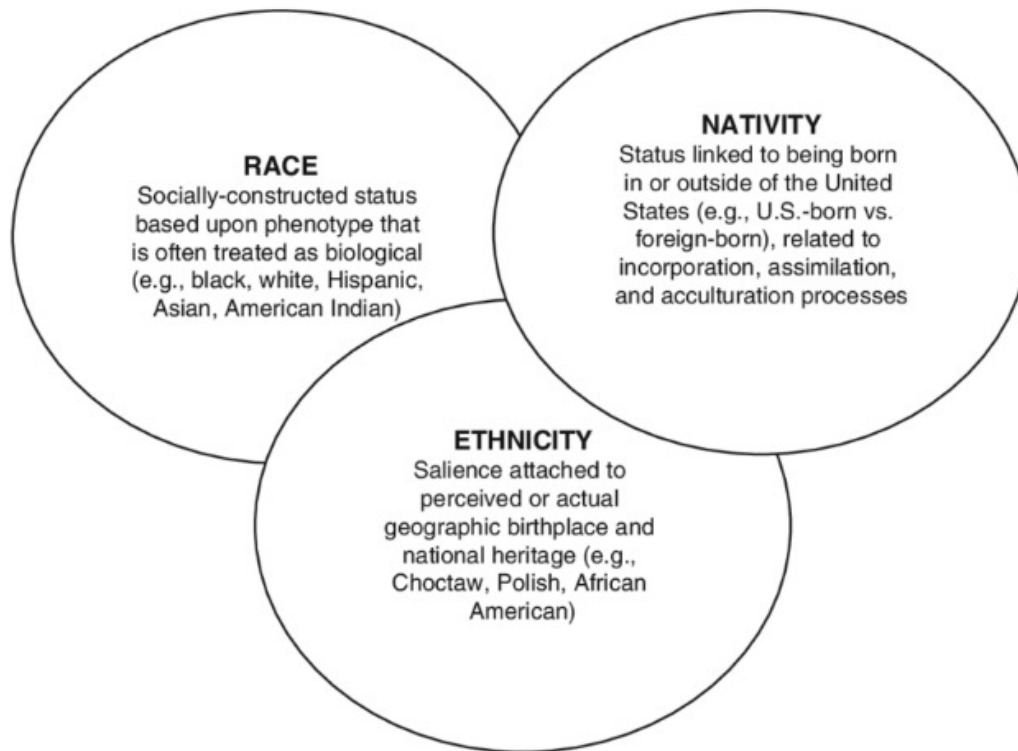 RACE
Socially-constructed status
based upon phenotype that
is often treated as biological
(e.g., black, white, Hispanic,
Asian, American Indian)
NATIVITY
Status linked to being born
in or outside of the United
States (e.g., U.S.-born vs.
foreign-born), related to
incorporation, assimilation,
and acculturation processes
ETHNICITY
Salience attached to
perceived or actual
geographic birthplace and
national heritage (e.g.,
Choctaw, Polish, African
American)